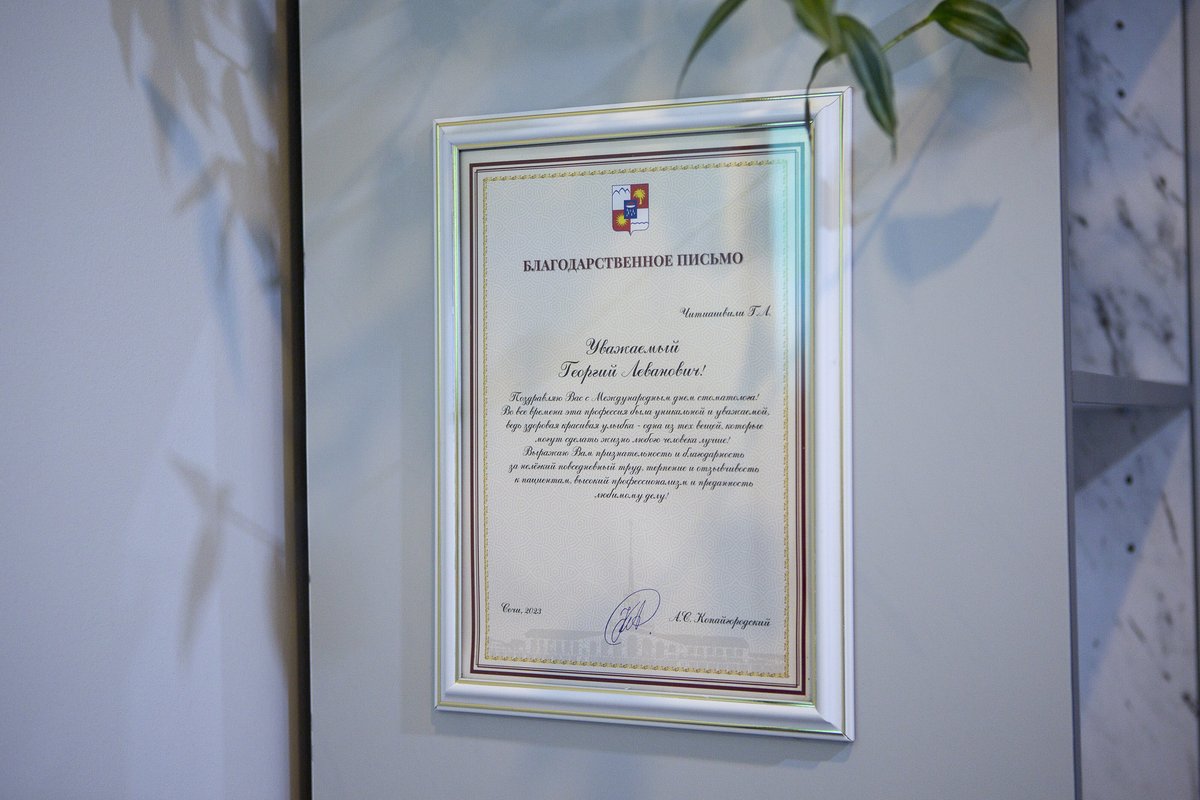 БЛАГОДАРСТВЕННОЕ ПИСЬМО
Читиашвили Г.Л.
Уважаемый
Георгий Леванович!
Поздравляю Вас с Международным днем стоматолога!
Во все времена эта профессия была уникальной и уважаемой,
ведь здоровая красивая улыбка - одна из тех вещей, которые
могут сделать жизнь любого человека лучше!
Выражаю Вам признательность и благодарность
за нелёгкий повседневный труд, терпение и отзывчивость
к пациентам, высокий профессионализм и преданность
любимому делу!
Сочи, 2023
А.С. Копайгородский